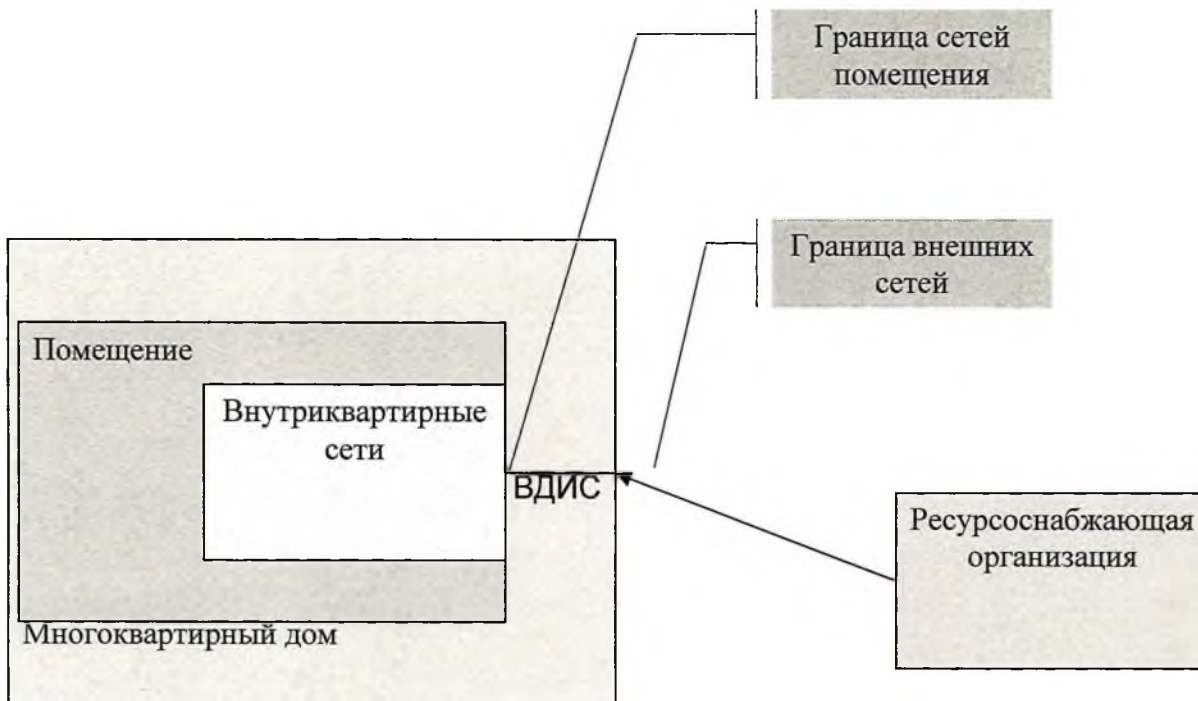 Граница сетей
помещения
Граница внешних
сетей
Помещение
Внутриквартирные
сети
ВДИС
Ресурсоснабжающая
организация
Многоквартирный дом